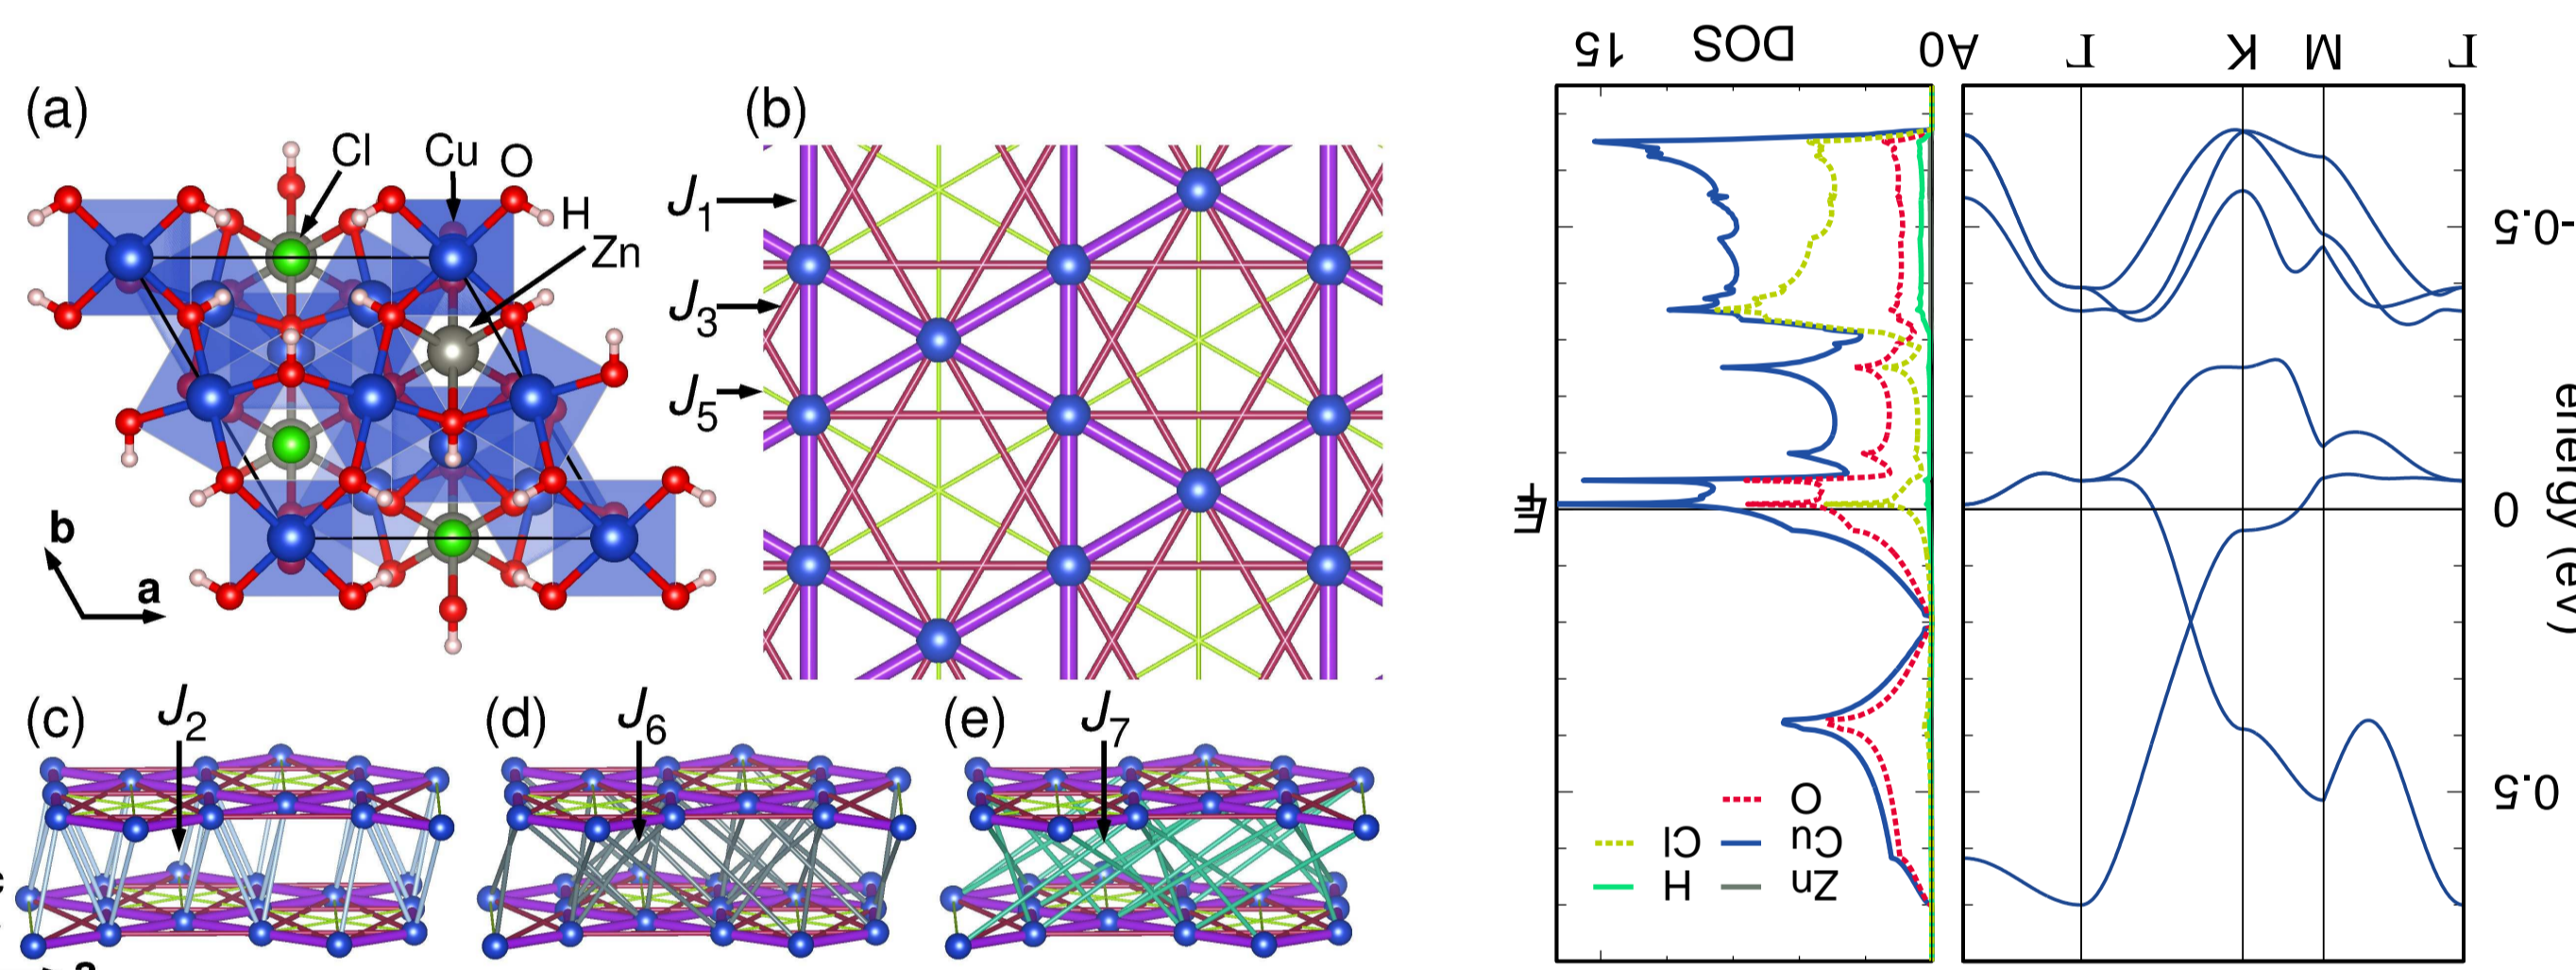 (a)
Cl
Cu
O
H
Zn
b
a
(b)
J1
J3
J5
(c)
J2
(d)
J6
(e)
J7
a
15
DOS
0
A
Γ
K
M
Γ
-0.5
0
0.5
energy (eV)
EF
O
Cl
Cu
H
Zn